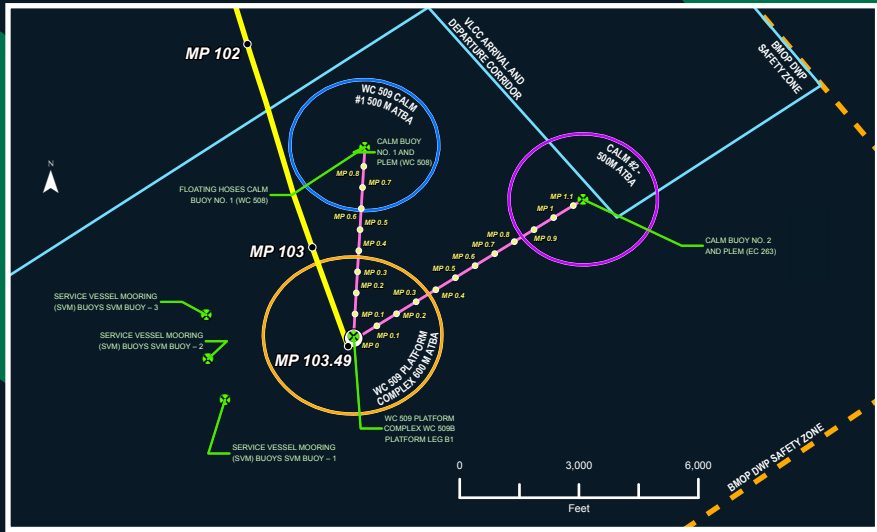 MP 102
VLCC ARRIVAL AND
DEPARTURE CORRIDOR
BMOP DWP
SAFETY ZONE
WC 509 CALM
#1 500 M ATBA
CALM BUOY
NO. 1 AND
PLEM (WC 508)
CALM #2-
500M ATBA
N
FLOATING HOSES CALM
BUOY NO. 1 (WC 508)
MP 0.8
MP 0.7
MP 0.6
MP 0.5
MP 0.4
MP 0.3
MP 0.2
MP 0.1
MP 1.1
MP 1
MP 0.9
MP 0.8
MP 0.7
MP 0.6
MP 0.5
MP 0.4
MP 0.3
MP 0.2
MP 0.1
MP 0
MP 103
CALM BUOY NO. 2
AND PLEM (EC 263)
SERVICE VESSEL MOORING
(SVM) BUOYS SVM BUOY – 3
SERVICE VESSEL MOORING
(SVM) BUOYS SVM BUOY – 2
MP 103.49
WC 509 PLATFORM
COMPLEX 600 M ATBA
WC 509 PLATFORM
COMPLEX WC 509B
PLATFORM LEG B1
SERVICE VESSEL MOORING
(SVM) BUOYS SVM BUOY – 1
BMOP DWP SAFETY ZONE
0 3,000 6,000
Feet